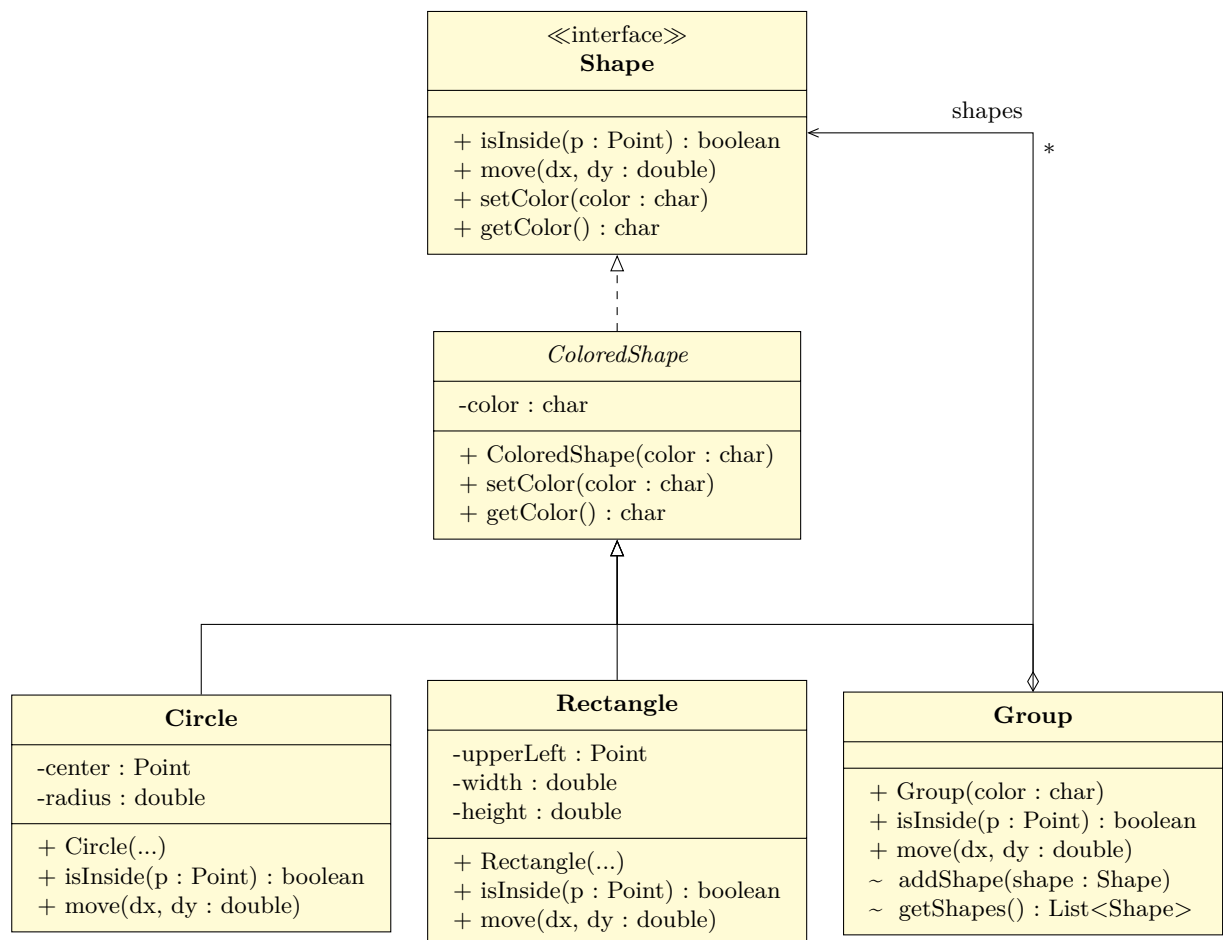 ≪interface≫
Shape
+ isInside(p : Point) : boolean
+ move(dx, dy : double)
+ setColor(color : char)
+ getColor() : char
shapes
*
ColoredShape
-color : char
+ ColoredShape(color : char)
+ setColor(color : char)
+ getColor() : char
Circle
-center : Point
-radius : double
+ Circle(...)
+ isInside(p : Point) : boolean
+ move(dx, dy : double)
Rectangle
-upperLeft : Point
-width : double
-height : double
+ Rectangle(...)
+ isInside(p : Point) : boolean
+ move(dx, dy : double)
Group
+ Group(color : char)
+ isInside(p : Point) : boolean
+ move(dx, dy : double)
~ addShape(shape : Shape)
~ getShapes() : List<Shape>